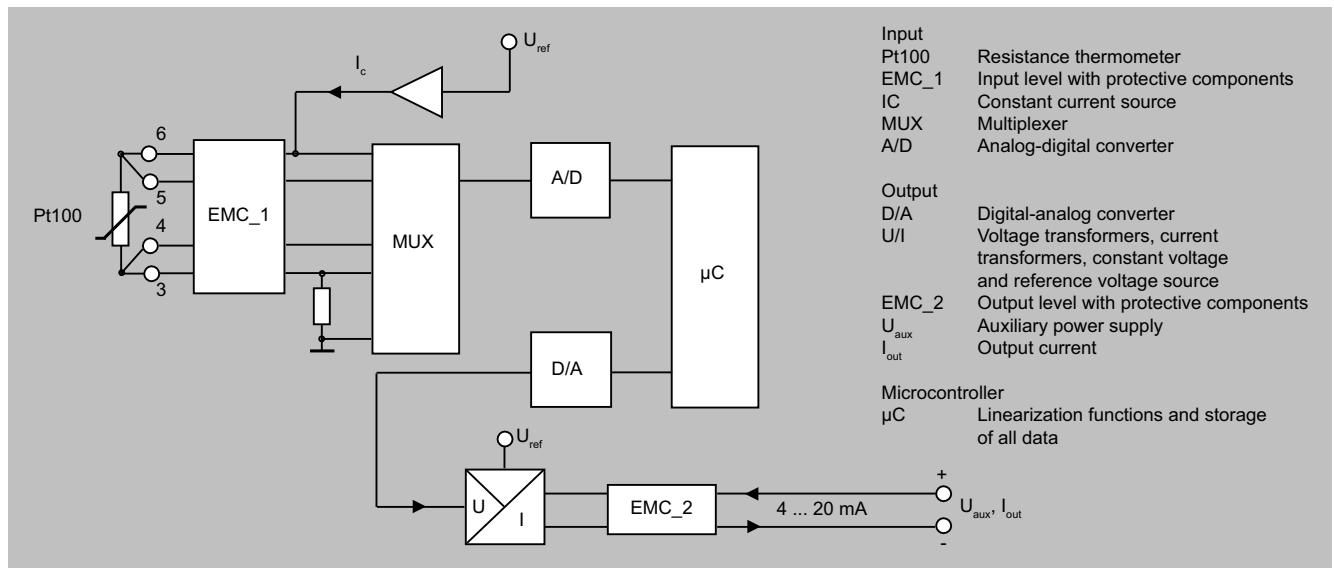 U_ref
I_c
6
5
4
3
Pt100
EMC_1
MUX
A/D
µC
D/A
U_ref
U
I
EMC_2
4 ... 20 mA
+
U_aux, I_out
-
Input
Pt100 Resistance thermometer
EMC_1 Input level with protective components
IC Constant current source
MUX Multiplexer
A/D Analog-digital converter
Output
D/A Digital-analog converter
U/I Voltage transformers, current
transformers, constant voltage
and reference voltage source
EMC_2 Output level with protective components
U_aux Auxiliary power supply
I_out Output current
Microcontroller
µC Linearization functions and storage
of all data